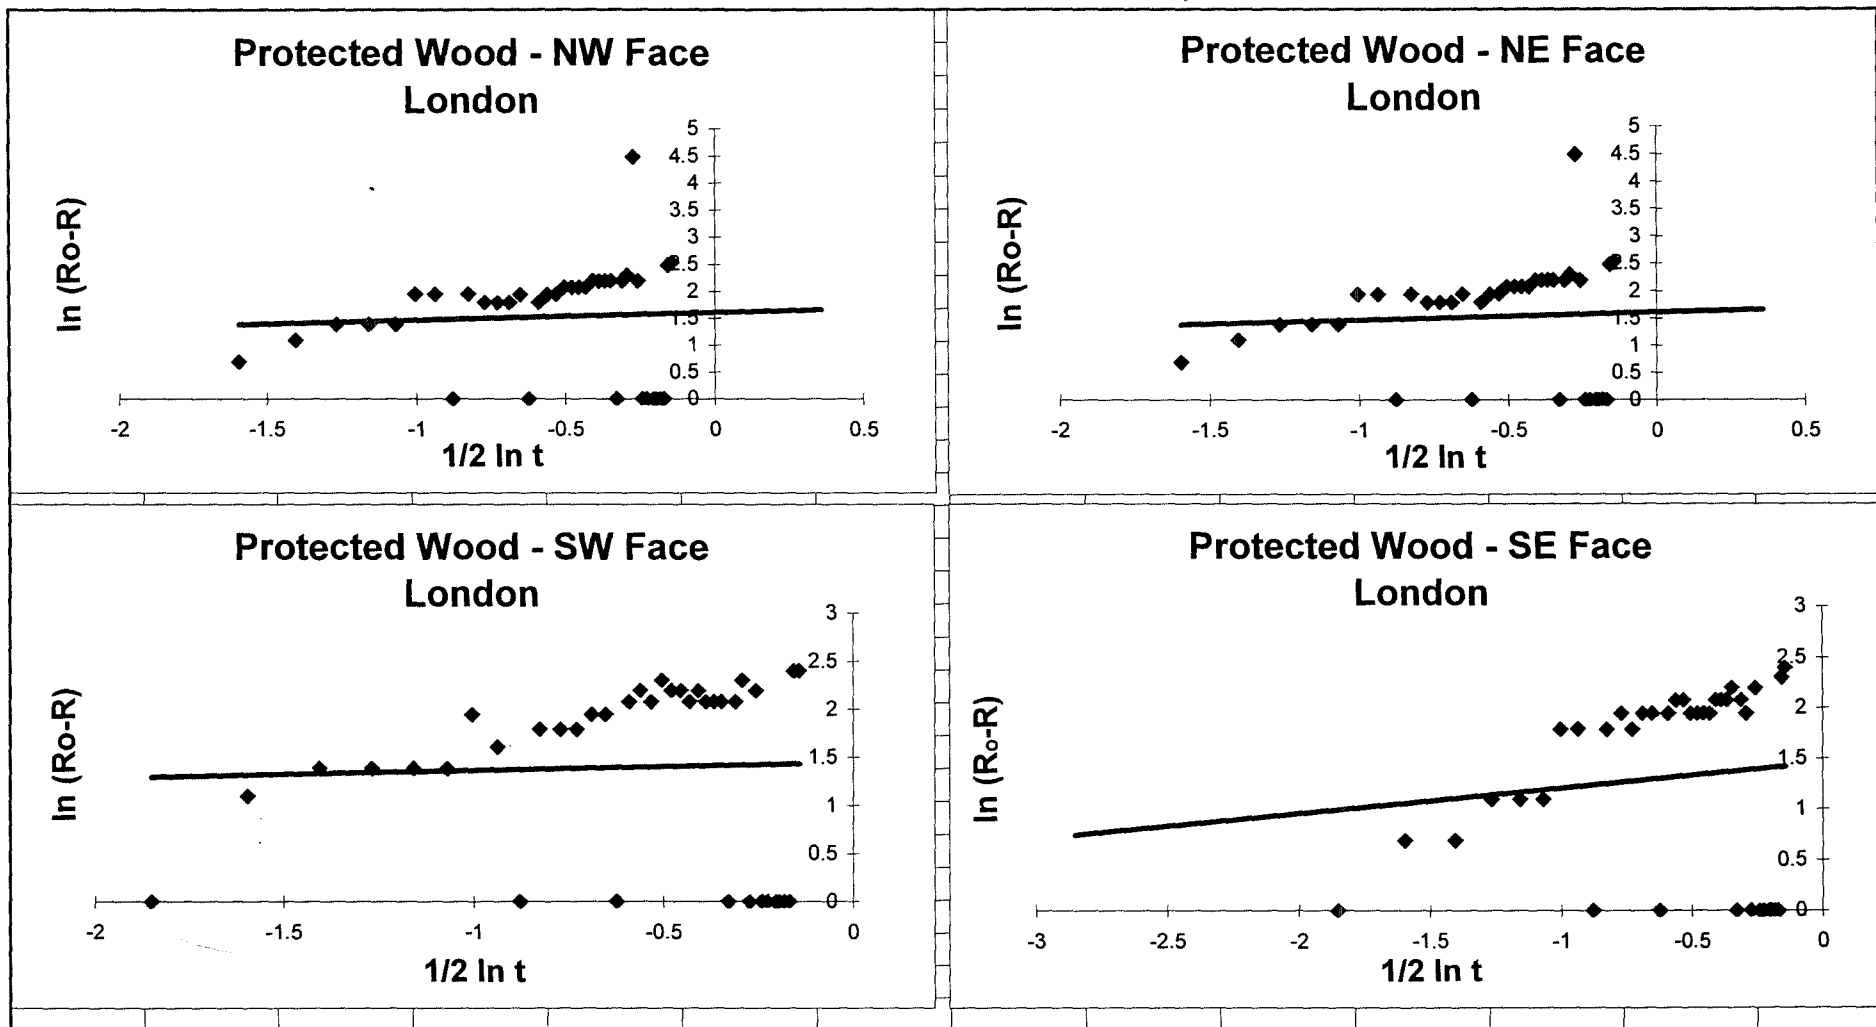 Protected Wood - NW Face
London
5
4.5
4
3.5
3
2.5
2
1.5
1
0.5
0
ln (Ro-R)
-2 -1.5 -1 -0.5 0 0.5
1/2 ln t
Protected Wood - NE Face
London
5
4.5
4
3.5
3
2.5
2
1.5
1
0.5
0
ln (Ro-R)
-2 -1.5 -1 -0.5 0 0.5
1/2 ln t
Protected Wood - SW Face
London
3
2.5
2
1.5
1
0.5
0
ln (Ro-R)
-2 -1.5 -1 -0.5 0
1/2 ln t
Protected Wood - SE Face
London
3
2.5
2
1.5
1
0.5
0
ln (Ro-R)
-3 -2.5 -2 -1.5 -1 -0.5 0
1/2 ln t